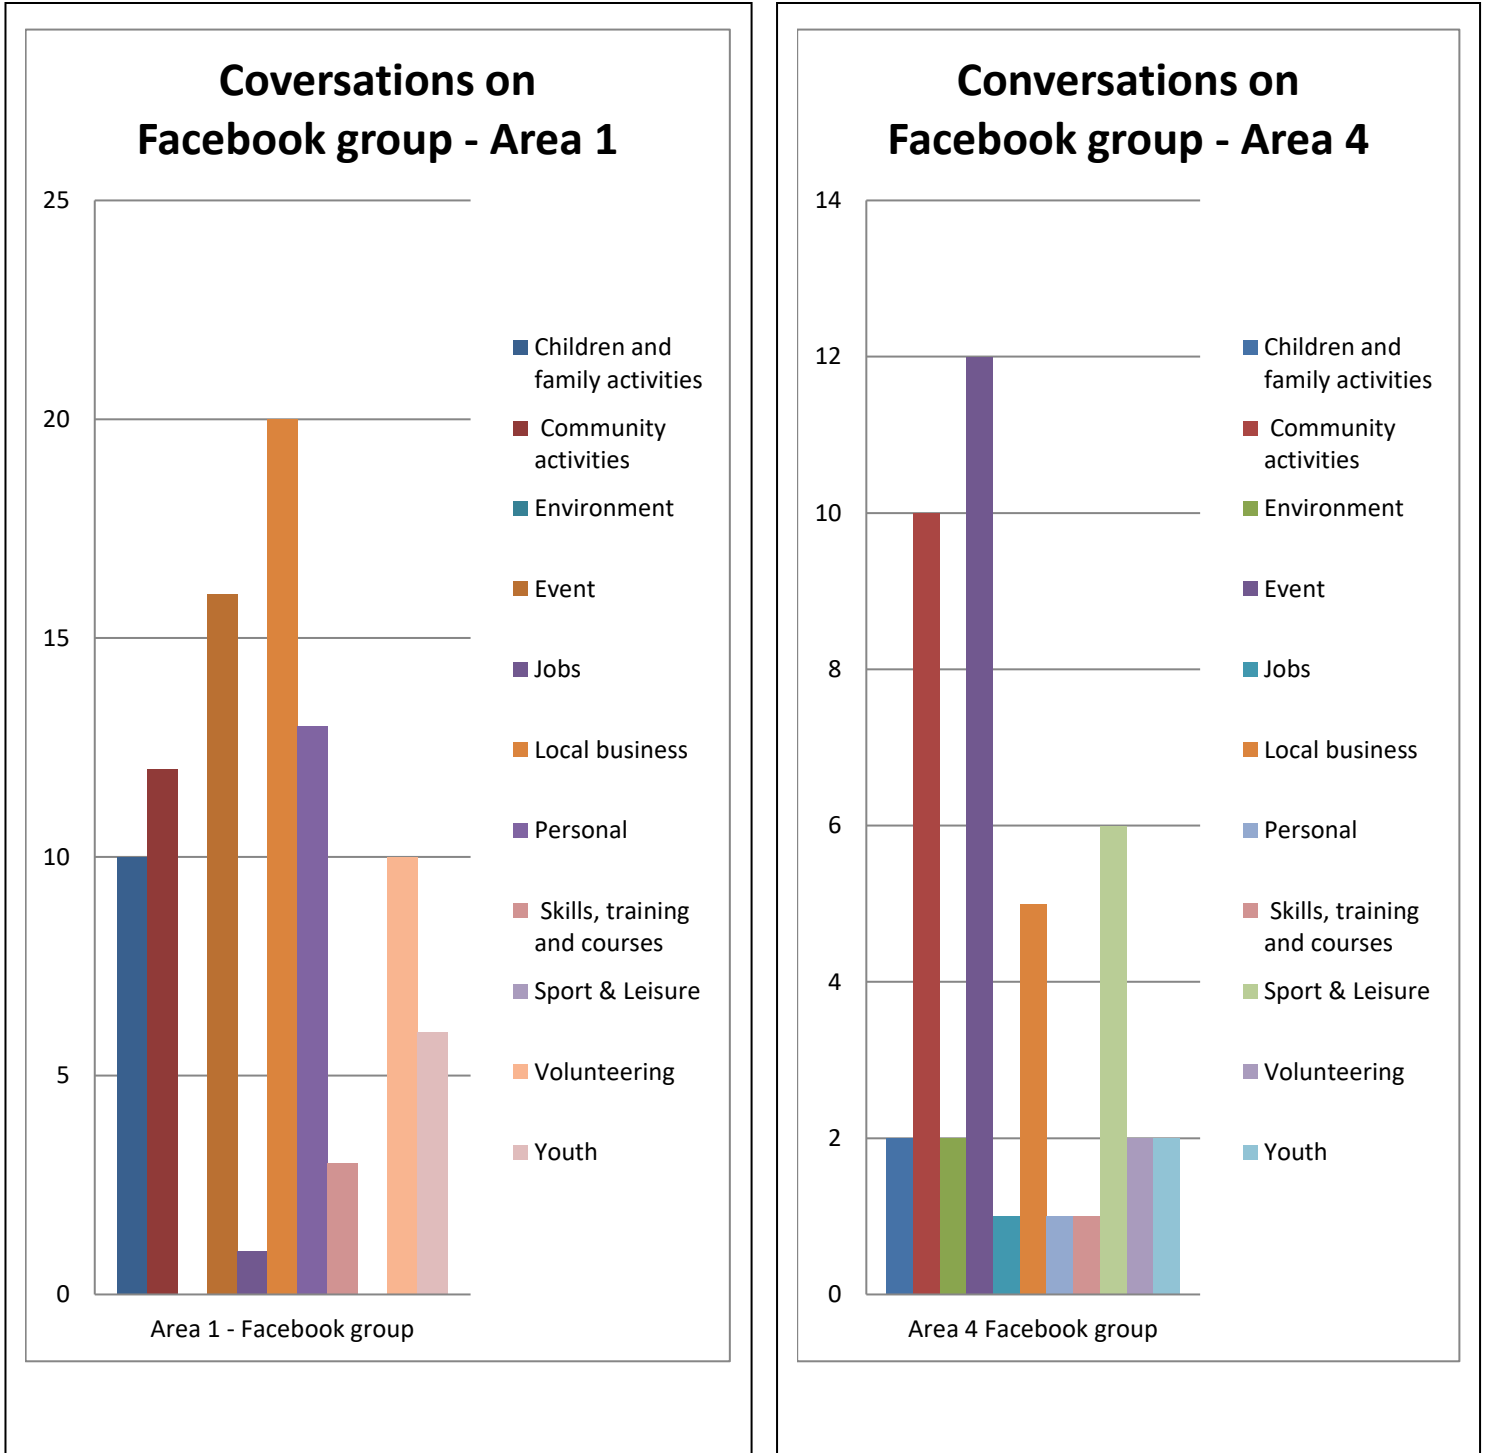 Coversations on
Facebook group - Area 1
25
20
15
10
5
0
Children and
family activities
Community
activities
Environment
Event
Jobs
Local business
Personal
Skills, training
and courses
Sport & Leisure
Volunteering
Youth
Area 1 - Facebook group
Conversations on
Facebook group - Area 4
14
12
10
8
6
4
2
0
Children and
family activities
Community
activities
Environment
Event
Jobs
Local business
Personal
Skills, training
and courses
Sport & Leisure
Volunteering
Youth
Area 4 Facebook group